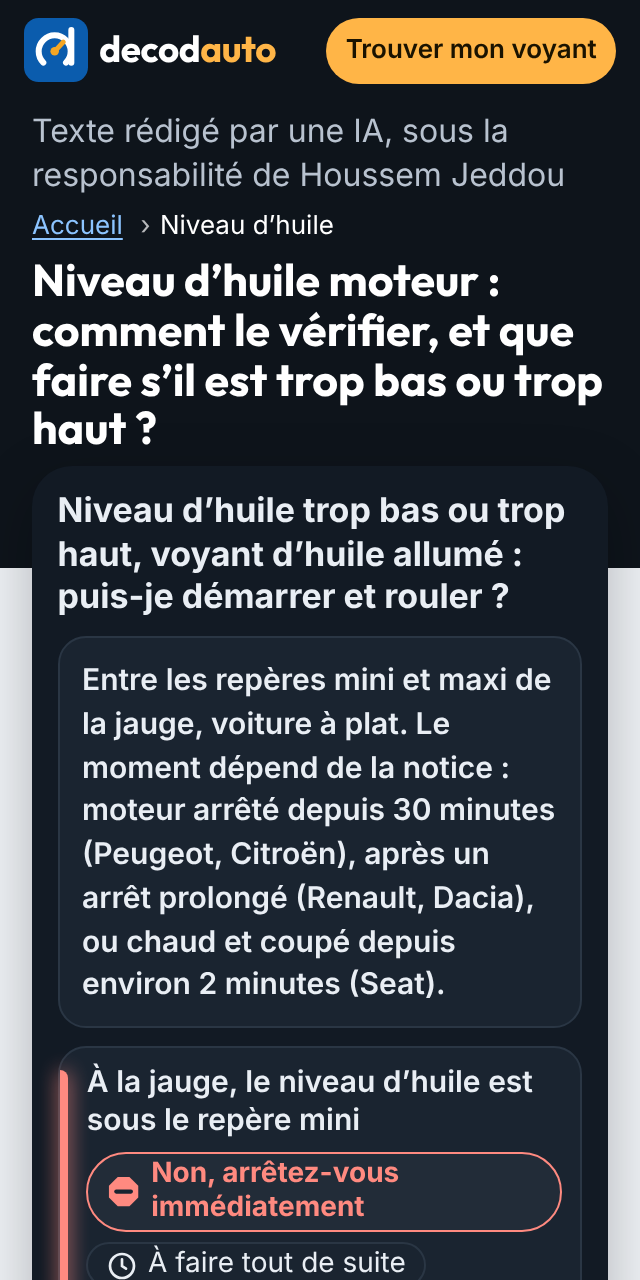 decodauto
Trouver mon voyant
Texte rédigé par une IA, sous la
responsabilité de Houssem Jeddou
Accueil › Niveau d’huile
Niveau d’huile moteur :
comment le vérifier, et que
faire s’il est trop bas ou trop
haut ?
Niveau d’huile trop bas ou trop
haut, voyant d’huile allumé :
puis-je démarrer et rouler ?
Entre les repères mini et maxi de
la jauge, voiture à plat. Le
moment dépend de la notice :
moteur arrêté depuis 30 minutes
(Peugeot, Citroën), après un
arrêt prolongé (Renault, Dacia),
ou chaud et coupé depuis
environ 2 minutes (Seat).
À la jauge, le niveau d’huile est
sous le repère mini
Non, arrêtez-vous
immédiatement
À faire tout de suite